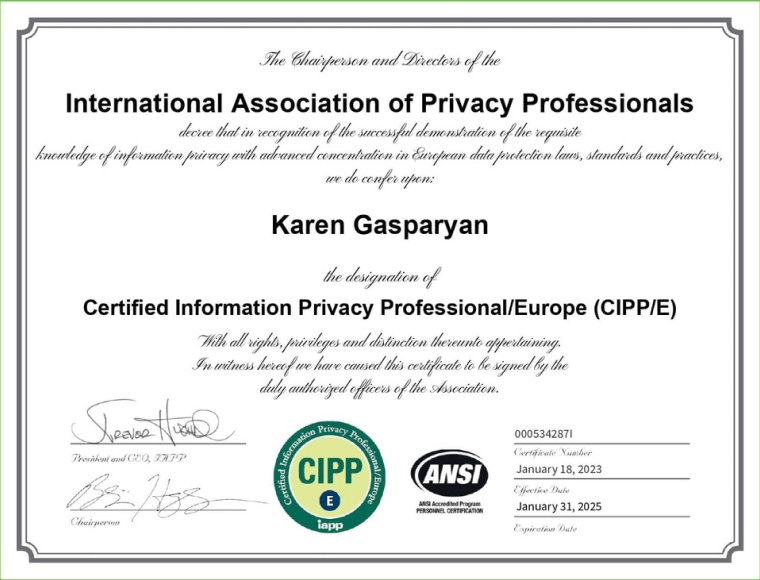 The Chairperson and Directors of the
International Association of Privacy Professionals
decree that in recognition of the successful demonstration of the requisite
knowledge of information privacy with advanced concentration in European data protection laws, standards and practices,
we do confer upon:
Karen Gasparyan
the designation of
Certified Information Privacy Professional/Europe (CIPP/E)
With all rights, privileges and distinction thereunto appertaining.
In witness hereof we have caused this certificate to be signed by the
duly authorized officers of the Association.
President and CEO, IAPP
Chairperson
Certified Information Privacy Professional/Europe
CIPP
E
iapp
ANSI
ANSI Accredited Program
PERSONNEL CERTIFICATION
000534287I
Certificate Number
January 18, 2023
Effective Date
January 31, 2025
Expiration Date